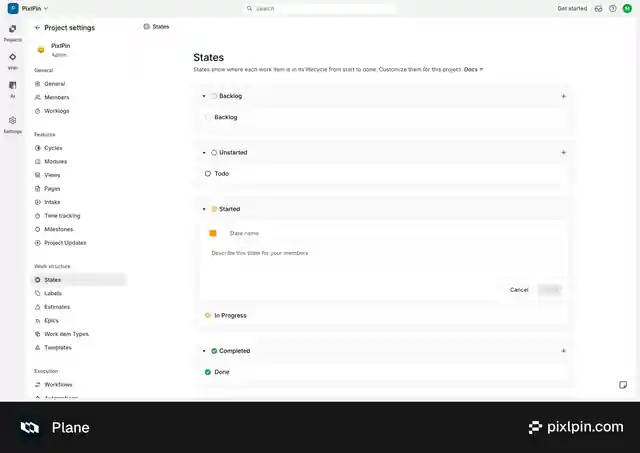 P PixlPin
Search
Get started
M
Projects
Wiki
AI
Settings
Project settings
PixlPin
Admin
General
General
Members
Worklogs
Features
Cycles
Modules
Views
Pages
Intake
Time tracking
Milestones
Project Updates
Work structure
States
Labels
Estimates
Epics
Work item Types
Templates
Execution
Workflows
Automations
States
States
States show where each work item is in its lifecycle from start to done. Customize them for this project. Docs
Backlog
Backlog
Unstarted
Todo
Started
State name
Describe this state for your members
Cancel
In Progress
Completed
Done
Plane
pixlpin.com